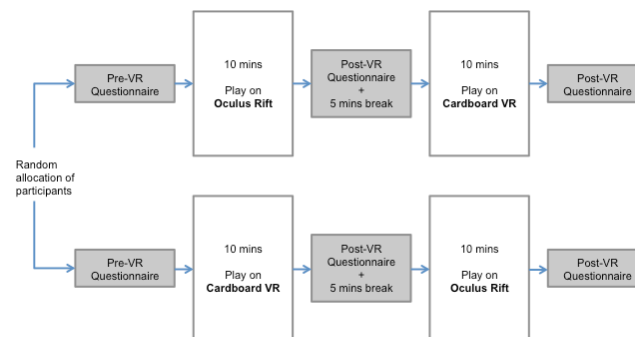 Pre-VR
Questionnaire
10 mins
Play on
Oculus Rift
Post-VR
Questionnaire
+
5 mins break
10 mins
Play on
Cardboard VR
Post-VR
Questionnaire
Random
allocation of
participants
Pre-VR
Questionnaire
10 mins
Play on
Cardboard VR
Post-VR
Questionnaire
+
5 mins break
10 mins
Play on
Oculus Rift
Post-VR
Questionnaire